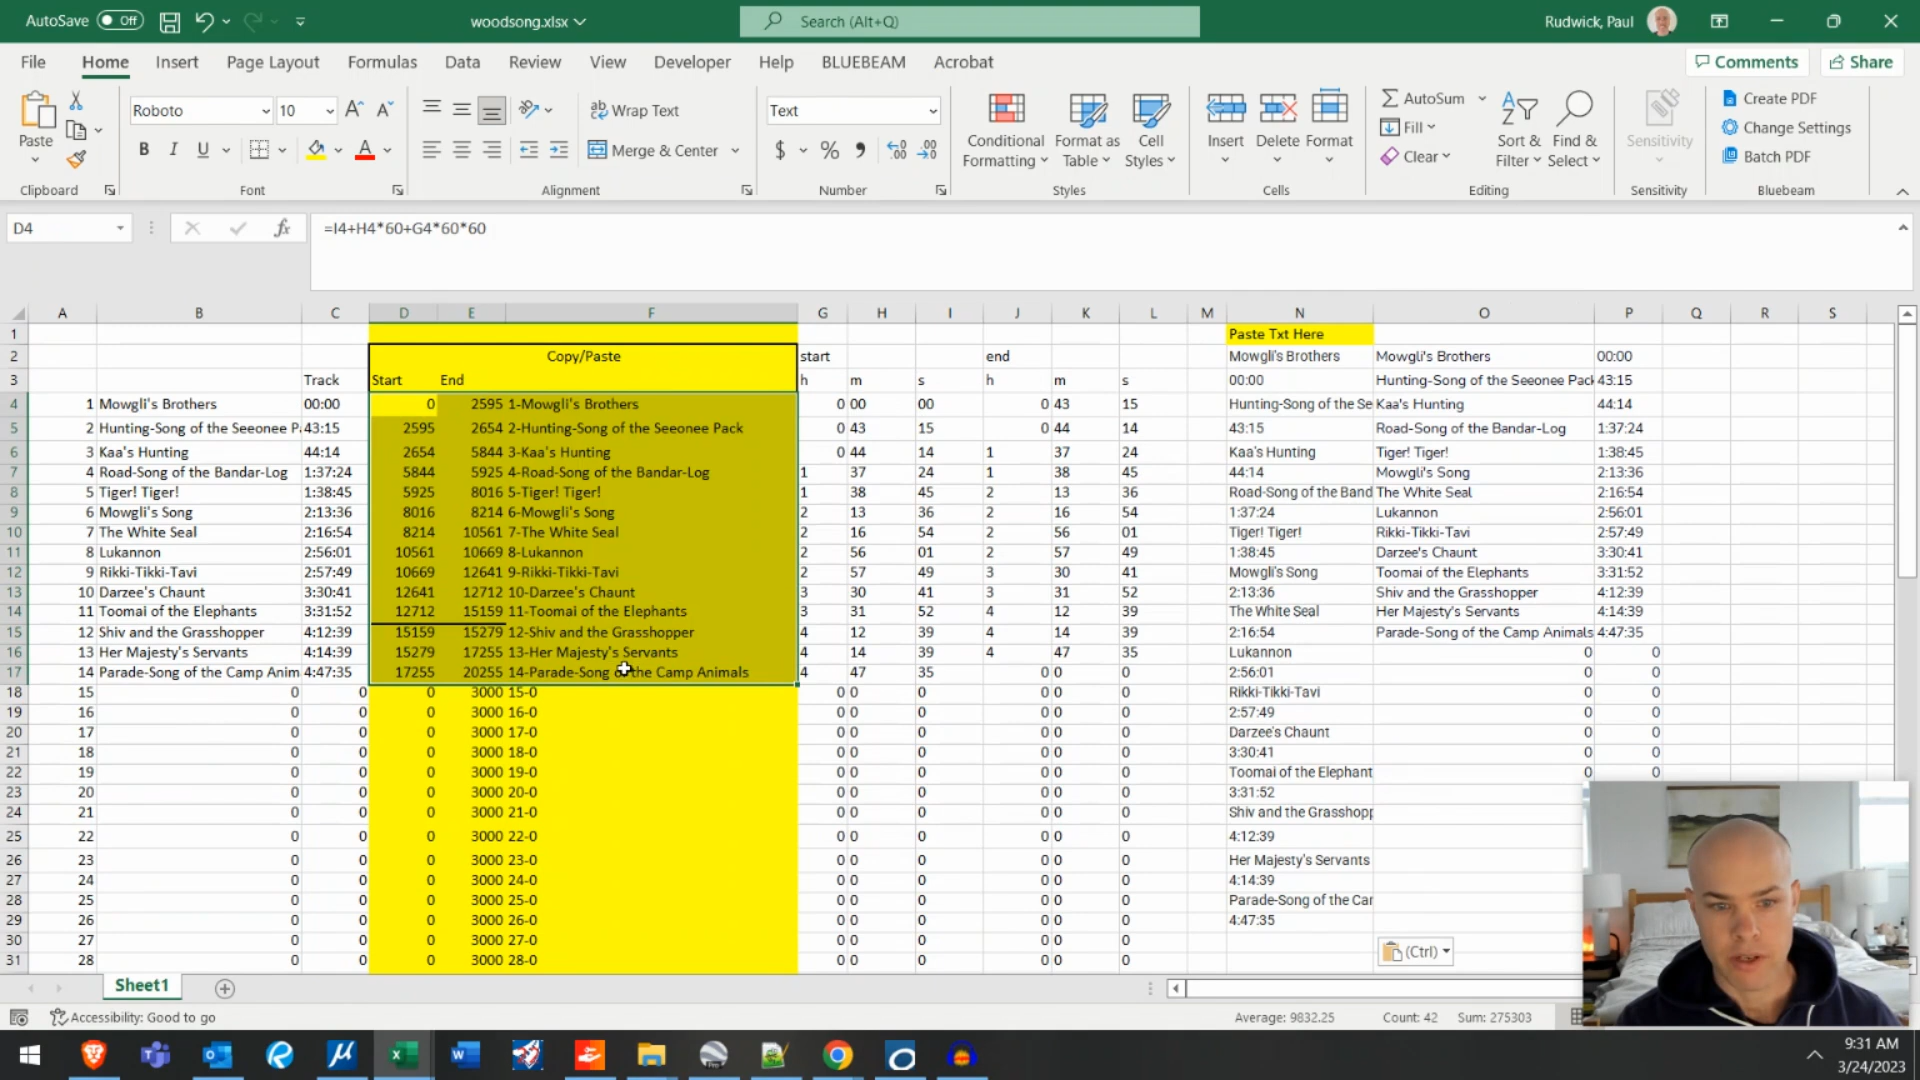 AutoSave Off woodsong.xlsx Search (Alt+Q) Rudwick, Paul
File Home Insert Page Layout Formulas Data Review View Developer Help BLUEBEAM Acrobat Comments Share
Paste Roboto 10 Wrap Text Text Conditional Formatting Format as Table Cell Styles Insert Delete Format AutoSum Sort & Filter Find & Select Sensitivity Create PDF
B I U A Merge & Center $ % Fill Change Settings
Clear Batch PDF
Clipboard Font Alignment Number Styles Cells Editing Sensitivity Bluebeam
D4 fx =I4+H4*60+G4*60*60
A B C D E F G H I J K L M N O P Q R S
1 Paste Txt Here
2 Copy/Paste start end Mowgli's Brothers Mowgli's Brothers 00:00
3 Track Start End h m s h m s 00:00 Hunting-Song of the Seeonee Pack 43:15
4 1 Mowgli's Brothers 00:00 0 2595 1-Mowgli's Brothers 0 00 00 0 43 15 Hunting-Song of the Se Kaa's Hunting 44:14
5 2 Hunting-Song of the Seeonee P 43:15 2595 2654 2-Hunting-Song of the Seeonee Pack 0 43 15 0 44 14 43:15 Road-Song of the Bandar-Log 1:37:24
6 3 Kaa's Hunting 44:14 2654 5844 3-Kaa's Hunting 0 44 14 1 37 24 Kaa's Hunting Tiger! Tiger! 1:38:45
7 4 Road-Song of the Bandar-Log 1:37:24 5844 5925 4-Road-Song of the Bandar-Log 1 37 24 1 38 45 44:14 Mowgli's Song 2:13:36
8 5 Tiger! Tiger! 1:38:45 5925 8016 5-Tiger! Tiger! 1 38 45 2 13 36 Road-Song of the Band The White Seal 2:16:54
9 6 Mowgli's Song 2:13:36 8016 8214 6-Mowgli's Song 2 13 36 2 16 54 1:37:24 Lukannon 2:56:01
10 7 The White Seal 2:16:54 8214 10561 7-The White Seal 2 16 54 2 56 01 Tiger! Tiger! Rikki-Tikki-Tavi 2:57:49
11 8 Lukannon 2:56:01 10561 10669 8-Lukannon 2 56 01 2 57 49 1:38:45 Darzee's Chaunt 3:30:41
12 9 Rikki-Tikki-Tavi 2:57:49 10669 12641 9-Rikki-Tikki-Tavi 2 57 49 3 30 41 Mowgli's Song Toomai of the Elephants 3:31:52
13 10 Darzee's Chaunt 3:30:41 12641 12712 10-Darzee's Chaunt 3 30 41 3 31 52 2:13:36 Shiv and the Grasshopper 4:12:39
14 11 Toomai of the Elephants 3:31:52 12712 15159 11-Toomai of the Elephants 3 31 52 4 12 39 The White Seal Her Majesty's Servants 4:14:39
15 12 Shiv and the Grasshopper 4:12:39 15159 15279 12-Shiv and the Grasshopper 4 12 39 4 14 39 2:16:54 Parade-Song of the Camp Animals 4:47:35
16 13 Her Majesty's Servants 4:14:39 15279 17255 13-Her Majesty's Servants 4 14 39 4 47 35 Lukannon 0 0
17 14 Parade-Song of the Camp Anim 4:47:35 17255 20255 14-Parade-Song of the Camp Animals 4 47 35 0 0 0 2:56:01 0 0
18 15 0 0 0 3000 15-0 0 0 0 0 0 0 Rikki-Tikki-Tavi 0 0
19 16 0 0 0 3000 16-0 0 0 0 0 0 0 2:57:49 0 0
20 17 0 0 0 3000 17-0 0 0 0 0 0 0 Darzee's Chaunt 0 0
21 18 0 0 0 3000 18-0 0 0 0 0 0 0 3:30:41 0 0
22 19 0 0 0 3000 19-0 0 0 0 0 0 0 Toomai of the Elephant 0 0
23 20 0 0 0 3000 20-0 0 0 0 0 0 0 3:31:52
24 21 0 0 0 3000 21-0 0 0 0 0 0 0 Shiv and the Grasshopp
25 22 0 0 0 3000 22-0 0 0 0 0 0 0 4:12:39
26 23 0 0 0 3000 23-0 0 0 0 0 0 0 Her Majesty's Servants
27 24 0 0 0 3000 24-0 0 0 0 0 0 0 4:14:39
28 25 0 0 0 3000 25-0 0 0 0 0 0 0 Parade-Song of the Car
29 26 0 0 0 3000 26-0 0 0 0 0 0 0 4:47:35
30 27 0 0 0 3000 27-0 0 0 0 0 0 0
31 28 0 0 0 3000 28-0 0 0 0 0 0 0
(Ctrl)
Sheet1
Accessibility: Good to go Average: 9832.25 Count: 42 Sum: 275303
9:31 AM
3/24/2023